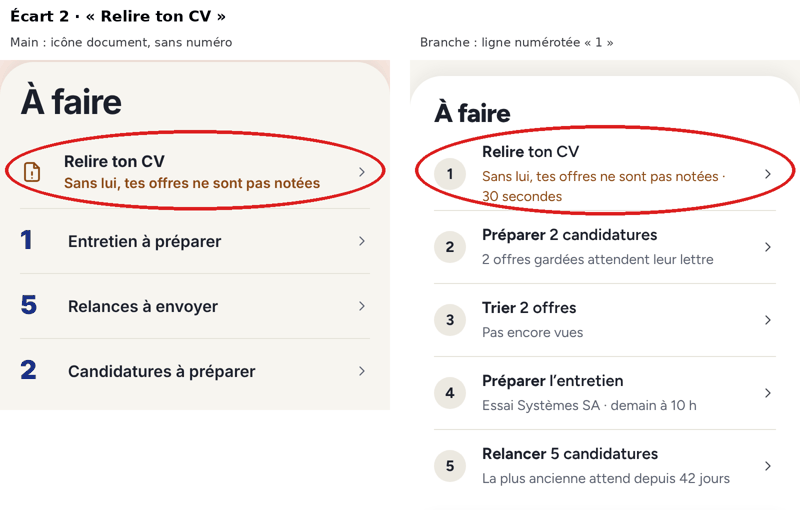 Écart 2 · « Relire ton CV »
Main : icône document, sans numéro
À faire
Relire ton CV
Sans lui, tes offres ne sont pas notées
1 Entretien à préparer
5 Relances à envoyer
2 Candidatures à préparer
Branche : ligne numérotée « 1 »
À faire
1 Relire ton CV
Sans lui, tes offres ne sont pas notées ·
30 secondes
2 Préparer 2 candidatures
2 offres gardées attendent leur lettre
3 Trier 2 offres
Pas encore vues
4 Préparer l’entretien
Essai Systèmes SA · demain à 10 h
5 Relancer 5 candidatures
La plus ancienne attend depuis 42 jours